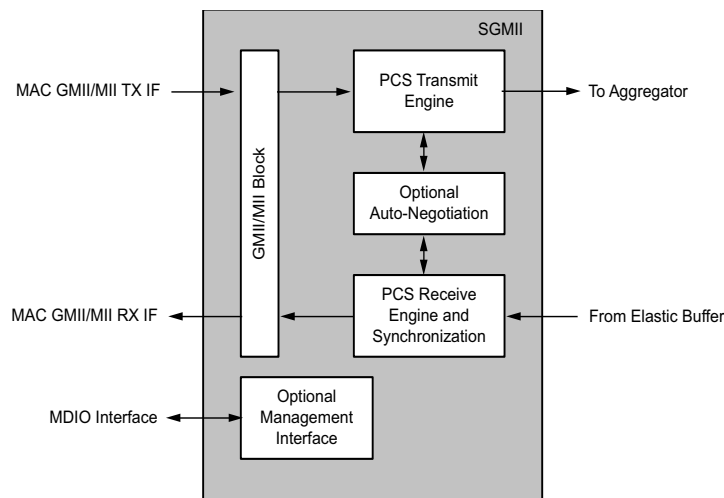 SGMII
MAC GMII/MII TX IF
GMII/MII Block
PCS Transmit
Engine
To Aggregator
Optional
Auto-Negotiation
MAC GMII/MII RX IF
PCS Receive
Engine and
Synchronization
From Elastic Buffer
MDIO Interface
Optional
Management
Interface